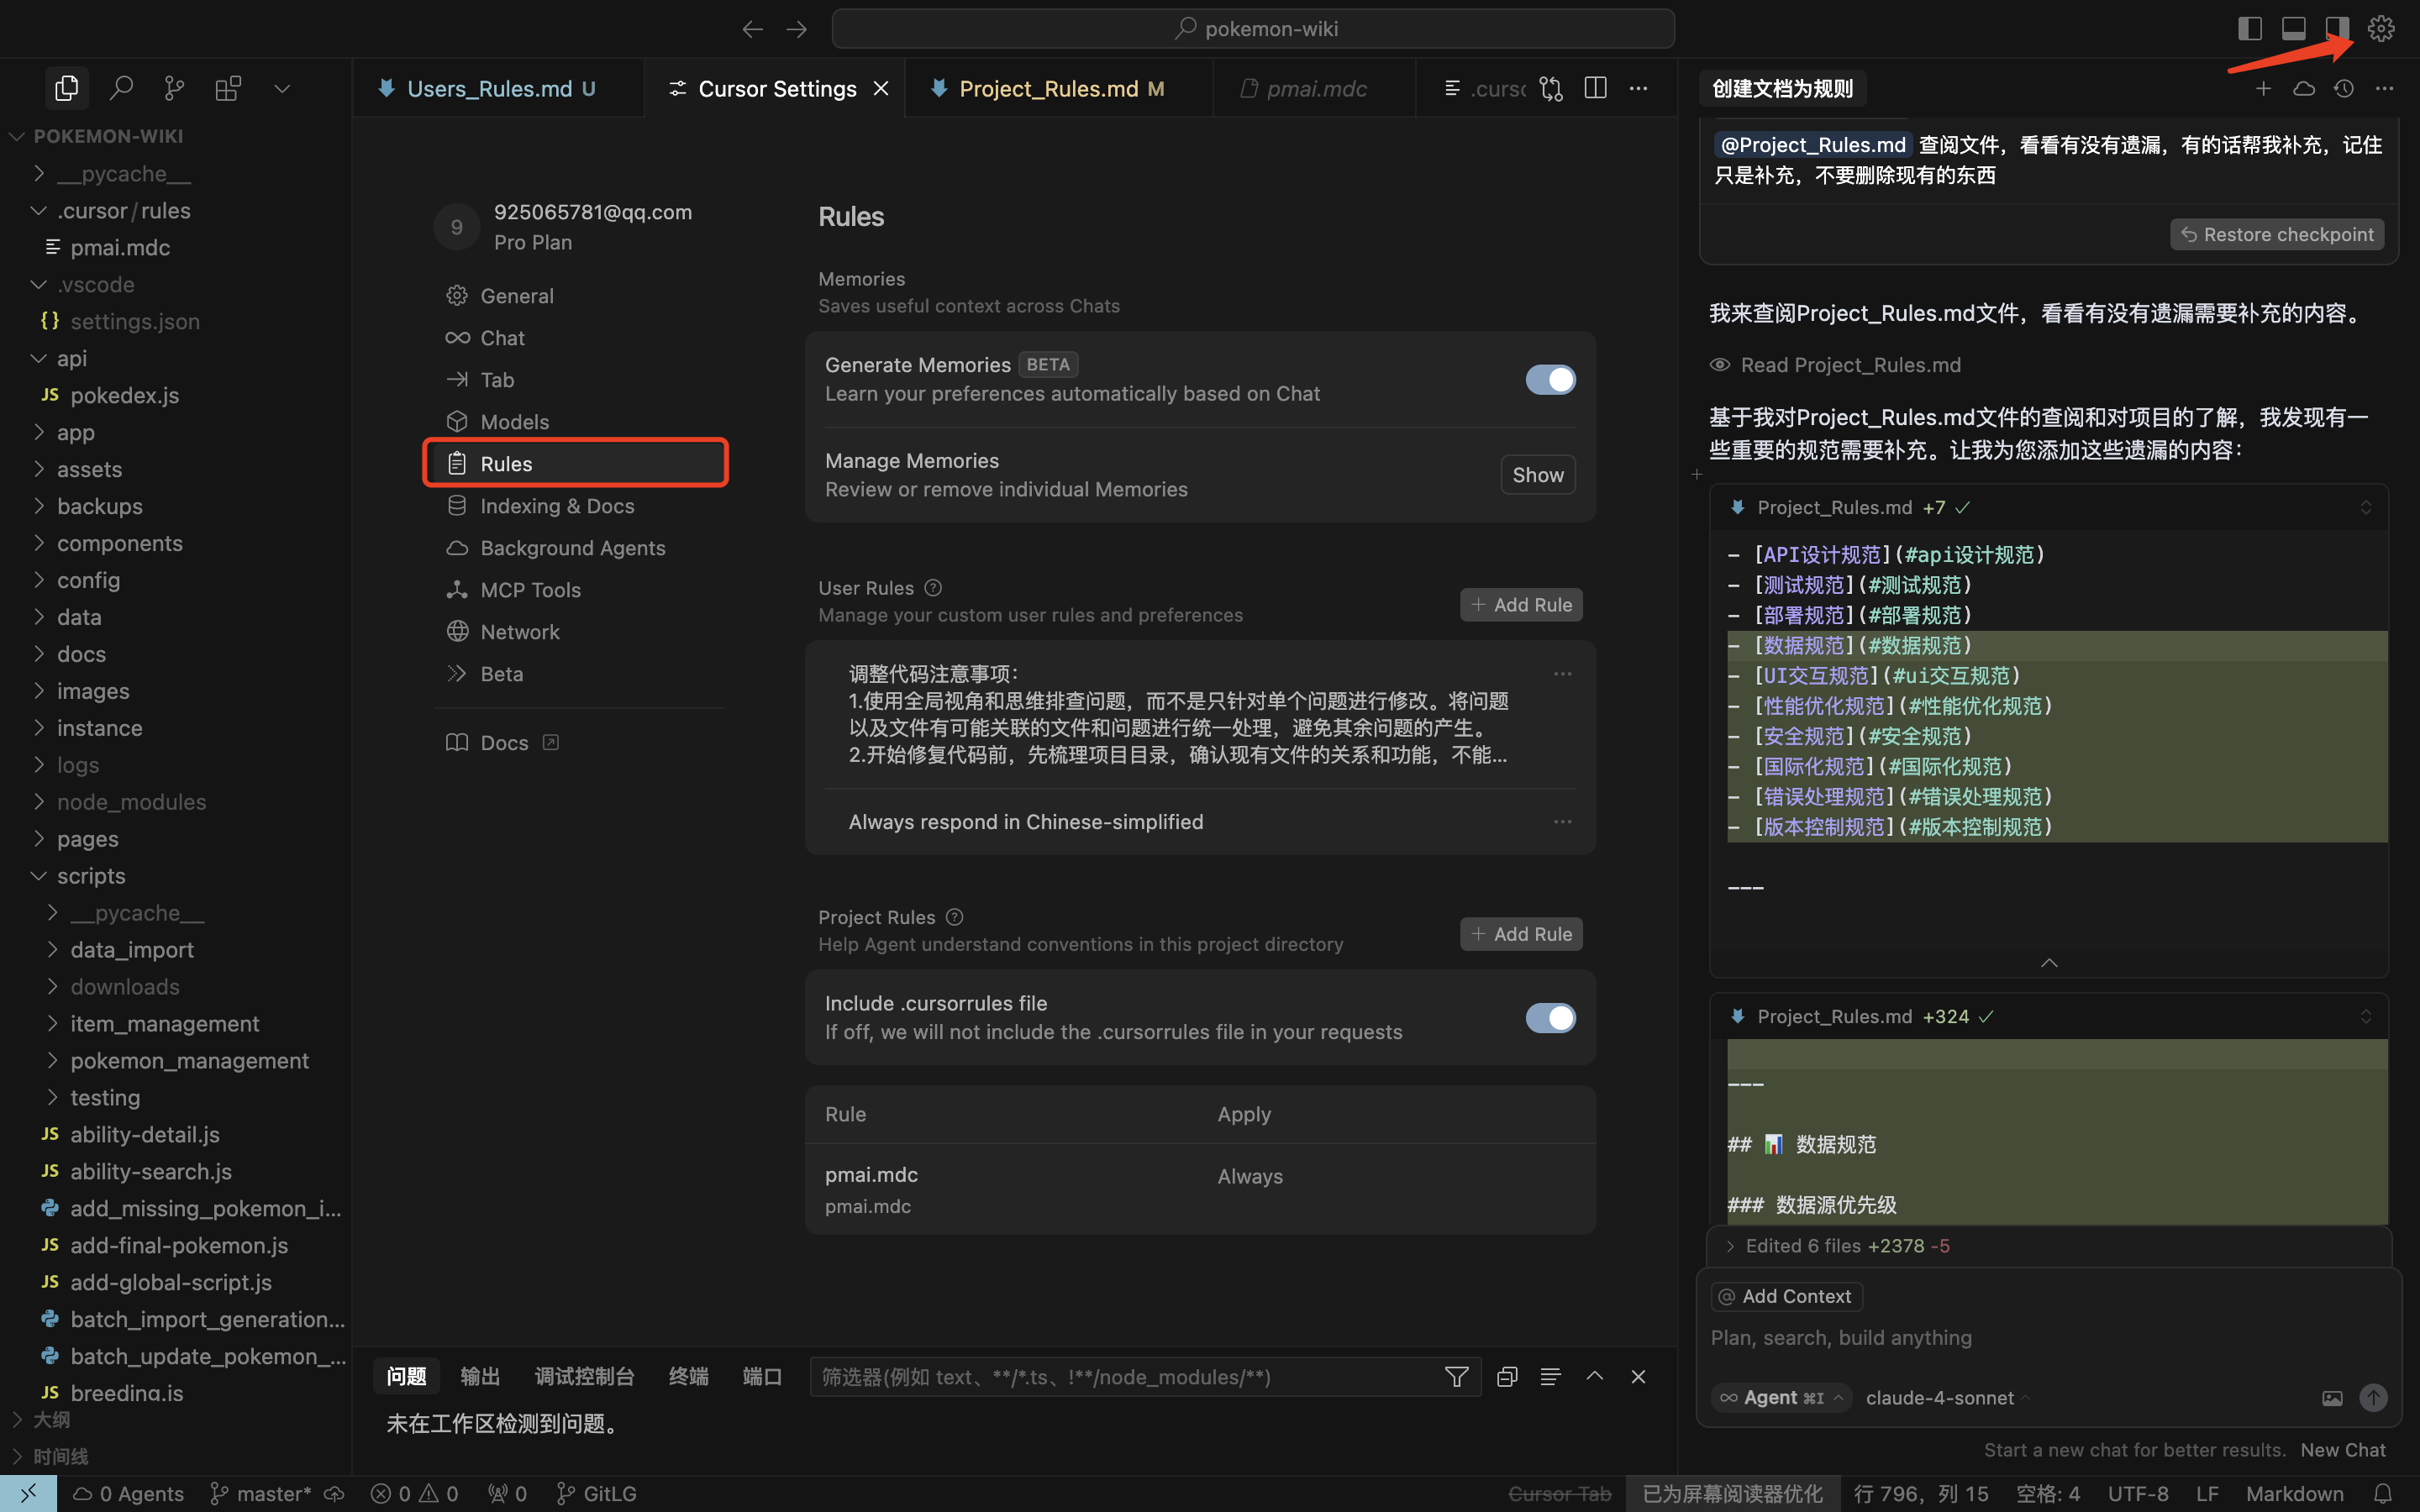 pokemon-wiki
Users_Rules.md U
Cursor Settings
Project_Rules.md M
pmai.mdc
.cursc
POKEMON-WIKI
__pycache__
.cursor/rules
pmai.mdc
.vscode
{} settings.json
api
JS pokedex.js
app
assets
backups
components
config
data
docs
images
instance
logs
node_modules
pages
scripts
__pycache__
data_import
downloads
item_management
pokemon_management
testing
JS ability-detail.js
JS ability-search.js
add_missing_pokemon_i...
JS add-final-pokemon.js
JS add-global-script.js
batch_import_generation...
batch_update_pokemon_...
JS breeding.js
大纲
时间线
9
925065781@qq.com
Pro Plan
General
Chat
Tab
Models
Rules
Indexing & Docs
Background Agents
MCP Tools
Network
Beta
Docs
Rules
Memories
Saves useful context across Chats
Generate Memories BETA
Learn your preferences automatically based on Chat
Manage Memories
Review or remove individual Memories
Show
User Rules
Manage your custom user rules and preferences
+ Add Rule
调整代码注意事项：
1.使用全局视角和思维排查问题，而不是只针对单个问题进行修改。将问题
以及文件有可能关联的文件和问题进行统一处理，避免其余问题的产生。
2.开始修复代码前，先梳理项目目录，确认现有文件的关系和功能，不能...
Always respond in Chinese-simplified
Project Rules
Help Agent understand conventions in this project directory
+ Add Rule
Include .cursorrules file
If off, we will not include the .cursorrules file in your requests
Rule Apply
pmai.mdc Always
pmai.mdc
问题 输出 调试控制台 终端 端口
筛选器(例如 text、**/*.ts、!**/node_modules/**)
未在工作区检测到问题。
创建文档为规则
@Project_Rules.md 查阅文件，看看有没有遗漏，有的话帮我补充，记住
只是补充，不要删除现有的东西
Restore checkpoint
我来查阅Project_Rules.md文件，看看有没有遗漏需要补充的内容。
Read Project_Rules.md
基于我对Project_Rules.md文件的查阅和对项目的了解，我发现有一
些重要的规范需要补充。让我为您添加这些遗漏的内容：
Project_Rules.md +7
- [API设计规范](#api设计规范)
- [测试规范](#测试规范)
- [部署规范](#部署规范)
- [数据规范](#数据规范)
- [UI交互规范](#ui交互规范)
- [性能优化规范](#性能优化规范)
- [安全规范](#安全规范)
- [国际化规范](#国际化规范)
- [错误处理规范](#错误处理规范)
- [版本控制规范](#版本控制规范)
---
Project_Rules.md +324
---
## 📊 数据规范
### 数据源优先级
Edited 6 files +2378 -5
@ Add Context
Plan, search, build anything
Agent ⌘I claude-4-sonnet
Start a new chat for better results. New Chat
0 Agents master* 0 0 0 GitLG
Cursor Tab 已为屏幕阅读器优化 行 796，列 15 空格: 4 UTF-8 LF Markdown